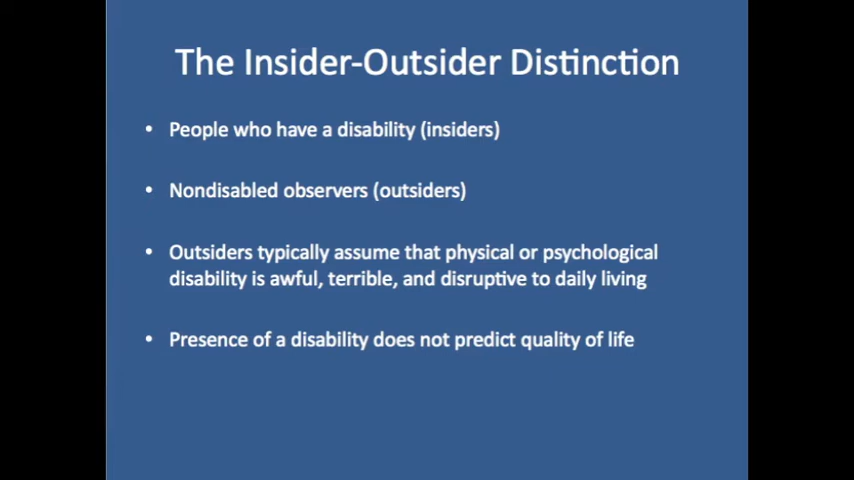 The Insider-Outsider Distinction
• People who have a disability (insiders)
• Nondisabled observers (outsiders)
• Outsiders typically assume that physical or psychological
disability is awful, terrible, and disruptive to daily living
• Presence of a disability does not predict quality of life